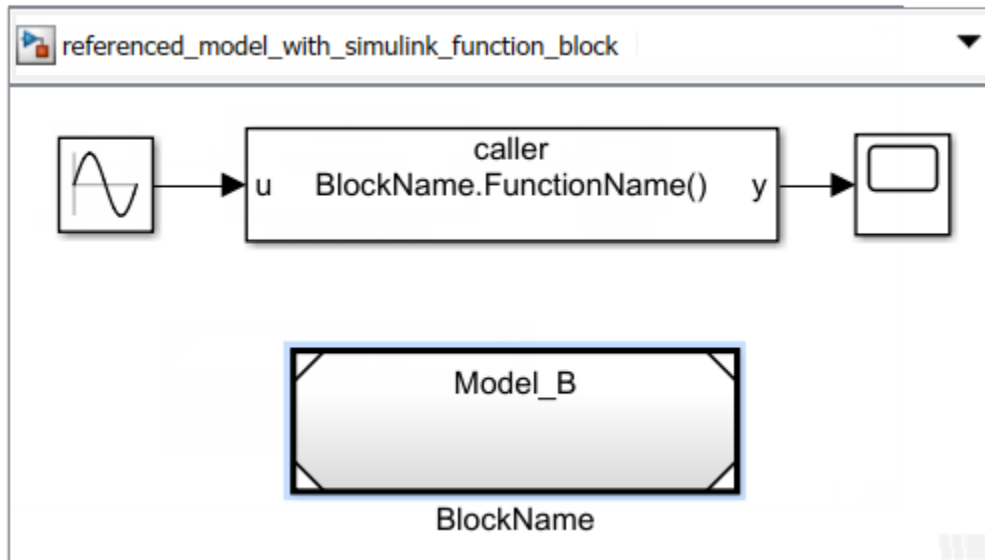 referenced_model_with_simulink_function_block
caller
u BlockName.FunctionName() y
Model_B
BlockName